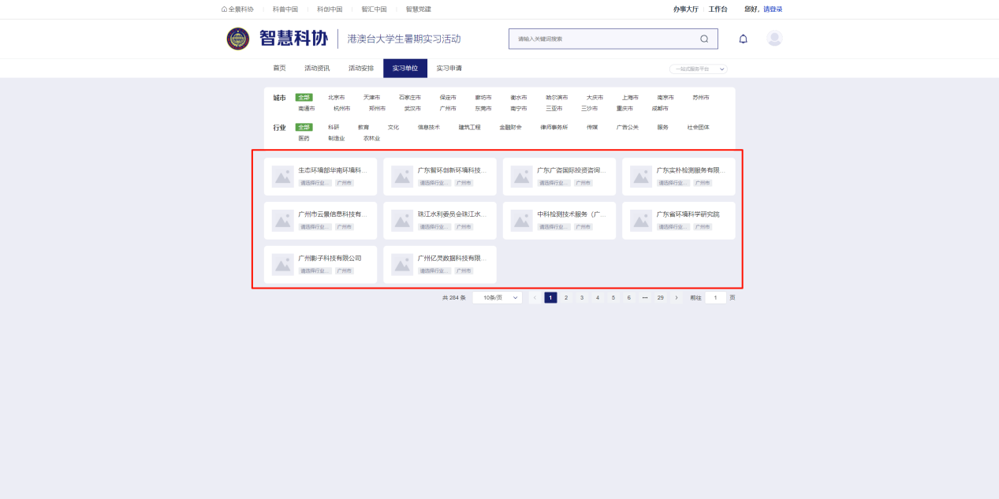 全景科协 科普中国 科创中国 智汇中国 智慧党建 办事大厅 工作台 您好, 请登录
智慧科协 港澳台大学生暑期实习活动 请输入关键词搜索
首页 活动资讯 活动安排 实习单位 实习申请 一站式服务平台
城市 全部 北京市 天津市 石家庄市 保定市 廊坊市 衡水市 哈尔滨市 大庆市 上海市 南京市 苏州市
南通市 杭州市 郑州市 武汉市 广州市 东莞市 南宁市 三亚市 三沙市 重庆市 成都市
行业 全部 科研 教育 文化 信息技术 建筑工程 金融财会 律师事务所 传媒 广告公关 服务 社会团体
医药 制造业 农林业
生态环境部华南环境科... 广东智环创新环境科技... 广东广咨国际投资咨询... 广东实朴检测服务有限...
请选择行业... 广州市 请选择行业... 广州市 请选择行业... 广州市 请选择行业... 广州市
广州市云景信息科技有... 珠江水利委员会珠江水... 中科检测技术服务（广... 广东省环境科学研究院
请选择行业... 广州市 请选择行业... 广州市 请选择行业... 广州市 请选择行业... 广州市
广州影子科技有限公司 广州亿灵数据科技有限...
请选择行业... 广州市 请选择行业... 广州市
共 284 条 10条/页 < 1 2 3 4 5 6 ••• 29 > 前往 1 页